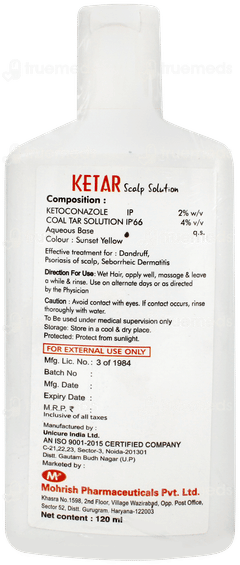 truemeds
KETAR Scalp Solution
Composition :
KETOCONAZOLE IP 2% w/v
COAL TAR SOLUTION IP66 4% v/v
Aqueous Base q.s.
Colour : Sunset Yellow
Effective treatment for : Dandruff,
Psoriasis of scalp, Seborrheic Dermatitis
Direction For Use: Wet Hair, apply well, massage & leave
a while & rinse. Use on alternate days or as directed
by the Physician
Caution : Avoid contact with eyes. If contact occurs, rinse
thoroughly with water.
To be used under medical supervision only
Storage: Store in a cool & dry place.
Protected: Protect from sunlight.
FOR EXTERNAL USE ONLY
Mfg. Lic. No.: 3 of 1984
Batch No :
Mfg. Date :
Expiry Date :
M.R.P. ₹ :
Inclusive of all taxes
Manufactured by :
Unicure India Ltd.
AN ISO 9001-2015 CERTIFIED COMPANY
C-21,22,23, Sector-3, Noida-201301
Distt. Gautam Budh Nagar (U.P)
Marketed by :
M
Mohrish Pharmaceuticals Pvt. Ltd.
Khasra No.1598, 2nd Floor, Village Wazirabad, Opp. Post Office,
Sector 52, Distt. Gurugram. Haryana-122003
Net content : 120 ml